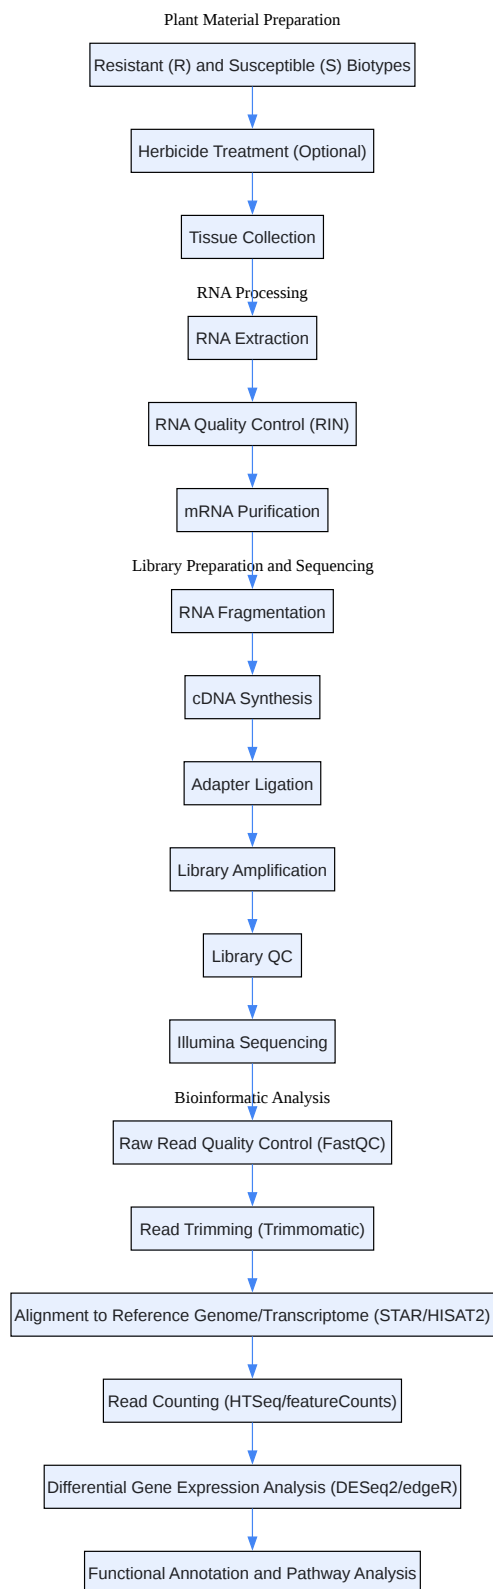 Plant Material Preparation
Resistant (R) and Susceptible (S) Biotypes
Herbicide Treatment (Optional)
Tissue Collection
RNA Processing
RNA Extraction
RNA Quality Control (RIN)
mRNA Purification
Library Preparation and Sequencing
RNA Fragmentation
cDNA Synthesis
Adapter Ligation
Library Amplification
Library QC
Illumina Sequencing
Bioinformatic Analysis
Raw Read Quality Control (FastQC)
Read Trimming (Trimmomatic)
Alignment to Reference Genome/Transcriptome (STAR/HISAT2)
Read Counting (HTSeq/featureCounts)
Differential Gene Expression Analysis (DESeq2/edgeR)
Functional Annotation and Pathway Analysis